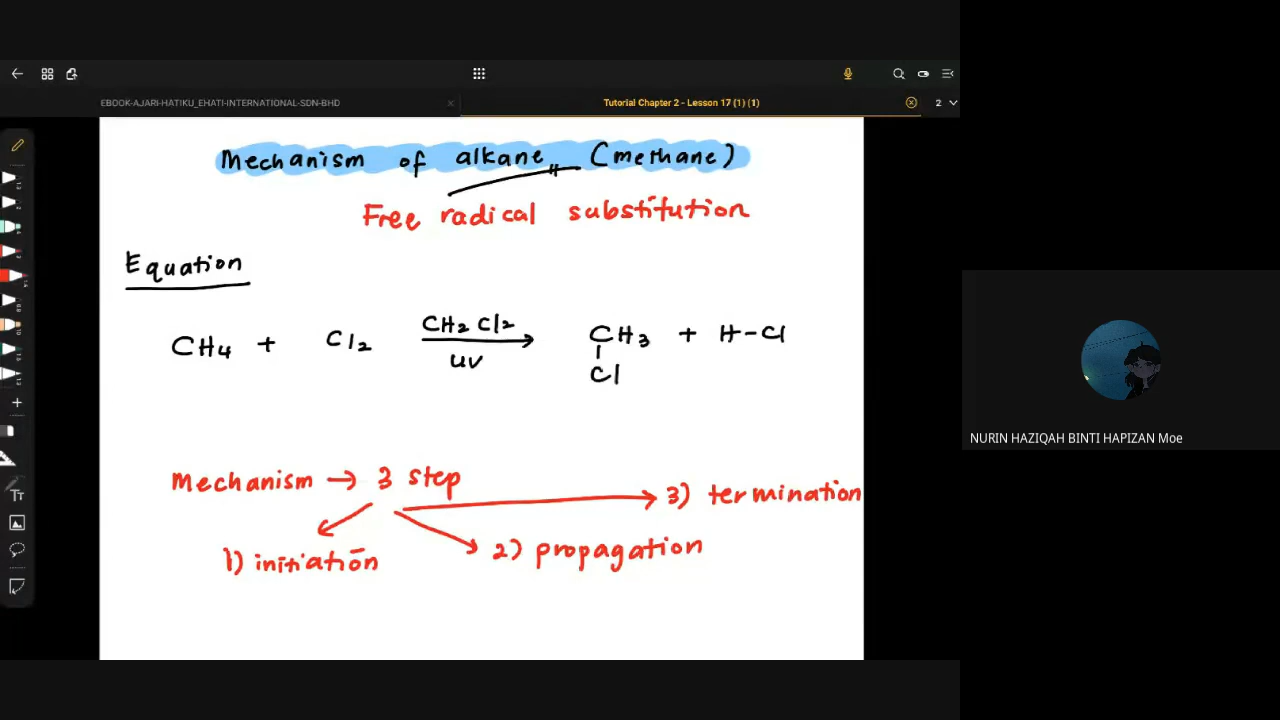 EBOOK-AJARI-HATIKU_EHATI-INTERNATIONAL-SDN-BHD
Tutorial Chapter 2 - Lesson 17 (1) (1)
2
Mechanism of alkane (methane)
Free radical substitution
Equation
CH4 + Cl2 CH2Cl2 → CH3 + H-Cl
uv
Cl
Mechanism → 3 step
3) termination
1) initiation
2) propagation
Tт
NURIN HAZIQAH BINTI HAPIZAN Moe